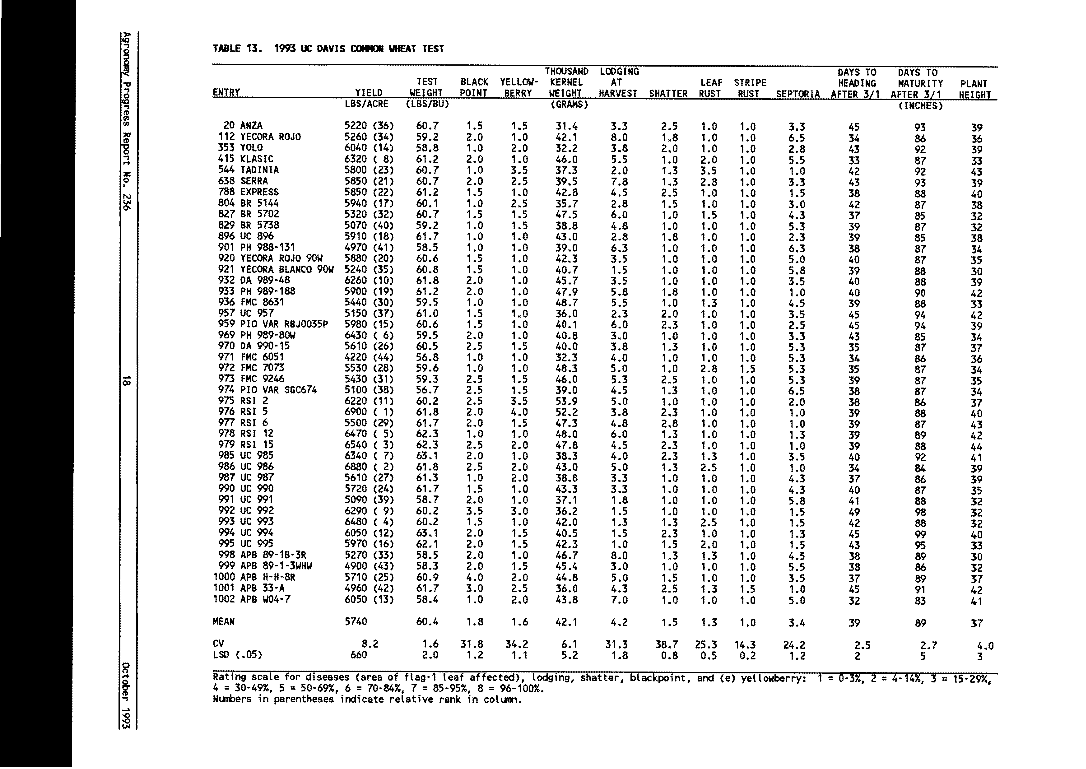 TABLE 13. 1993 UC DAVIS COMMON WHEAT TEST
THOUSAND LODGING DAYS TO DAYS TO
TEST BLACK YELLOW- KERNEL AT LEAF STRIPE HEADING MATURITY PLANT
ENTRY YIELD WEIGHT POINT BERRY WEIGHT HARVEST SHATTER RUST RUST SEPTORIA AFTER 3/1 AFTER 3/1 HEIGHT
LBS/ACRE (LBS/BU) (GRAMS) (INCHES)
20 ANZA 5220 (36) 60.7 1.5 1.5 31.4 3.3 2.5 1.0 1.0 3.3 45 93 39
112 YECORA ROJO 5260 (34) 59.2 2.0 1.0 42.1 8.0 1.8 1.0 1.0 6.5 34 86 36
353 YOLO 6040 (14) 58.8 1.0 2.0 32.2 3.8 2.0 1.0 1.0 2.8 43 92 39
415 KLASIC 6320 ( 8) 61.2 2.0 1.0 46.0 5.5 1.0 2.0 1.0 5.5 33 87 33
544 TADINIA 5800 (23) 60.7 1.0 3.5 37.3 2.0 1.3 3.5 1.0 1.0 42 92 43
638 SERRA 5850 (21) 60.7 2.0 2.5 39.5 7.8 1.3 2.8 1.0 3.3 43 93 39
788 EXPRESS 5850 (22) 61.2 1.5 1.0 42.8 4.5 2.5 1.0 1.0 1.5 38 88 40
804 BR 5144 5940 (17) 60.1 1.0 2.5 35.7 2.8 1.5 1.0 1.0 3.0 42 87 38
827 BR 5702 5320 (32) 60.7 1.5 1.5 47.5 6.0 1.0 1.5 1.0 4.3 37 85 32
829 BR 5738 5070 (40) 59.2 1.0 1.5 38.8 4.8 1.0 1.0 1.0 5.3 39 87 32
896 UC 896 5910 (18) 61.7 1.0 1.0 43.0 2.8 1.8 1.0 1.0 2.3 39 85 38
901 PH 988-131 4970 (41) 58.5 1.0 1.0 39.0 6.3 1.0 1.0 1.0 6.3 38 87 34
920 YECORA ROJO 90W 5880 (20) 60.6 1.5 1.0 42.3 3.5 1.0 1.0 1.0 5.0 40 87 35
921 YECORA BLANCO 90W 5240 (35) 60.8 1.5 1.0 40.7 1.5 1.0 1.0 1.0 5.8 39 88 30
932 DA 989-48 6260 (10) 61.8 2.0 1.0 45.7 3.5 1.0 1.0 1.0 3.5 40 88 39
933 PH 989-188 5900 (19) 61.2 2.0 1.0 47.9 5.8 1.8 1.0 1.0 1.0 40 90 42
936 FMC 8631 5440 (30) 59.5 1.0 1.0 48.7 5.5 1.0 1.3 1.0 4.5 39 88 33
957 UC 957 5150 (37) 61.0 1.5 1.0 36.0 2.3 2.0 1.0 1.0 3.5 45 94 42
959 PIO VAR RBJ0035P 5980 (15) 60.6 1.5 1.0 40.1 6.0 2.3 1.0 1.0 2.5 45 94 39
969 PH 989-80W 6430 ( 6) 59.5 2.0 1.0 40.8 3.0 1.0 1.0 1.0 3.3 43 85 34
970 DA 990-15 5610 (26) 60.5 2.5 1.5 40.0 3.8 1.3 1.0 1.0 5.3 35 87 37
971 FMC 6051 4220 (44) 56.8 1.0 1.0 32.3 4.0 1.0 1.0 1.0 5.3 34 86 36
972 FMC 7073 5530 (28) 59.6 1.0 1.0 48.3 5.0 1.0 2.8 1.5 5.3 35 87 34
973 FMC 9246 5430 (31) 59.3 2.5 1.5 46.0 5.3 2.5 1.0 1.0 5.3 39 87 35
974 PIO VAR SGC674 5100 (38) 56.7 2.5 1.5 39.0 4.5 1.3 1.0 1.0 6.5 38 87 34
975 RSI 2 6220 (11) 60.2 2.5 3.5 53.9 5.0 1.0 1.0 1.0 2.0 38 86 37
976 RSI 5 6900 ( 1) 61.8 2.0 4.0 52.2 3.8 2.3 1.0 1.0 1.0 39 88 40
977 RSI 6 5500 (29) 61.7 2.0 1.5 47.3 4.8 2.8 1.0 1.0 1.0 39 87 43
978 RSI 12 6470 ( 5) 62.3 1.0 1.0 48.0 6.0 1.3 1.0 1.0 1.3 39 89 42
979 RSI 15 6540 ( 3) 62.3 2.5 2.0 47.8 4.5 2.3 1.0 1.0 1.0 39 88 44
985 UC 985 6340 ( 7) 63.1 2.0 1.0 38.3 4.0 2.3 1.3 1.0 3.5 40 92 41
986 UC 986 6880 ( 2) 61.8 2.5 2.0 43.0 5.0 1.3 2.5 1.0 1.0 34 84 39
987 UC 987 5610 (27) 61.3 1.0 2.0 38.8 3.3 1.0 1.0 1.0 4.3 37 86 39
990 UC 990 5720 (24) 61.7 1.5 1.0 43.3 3.3 1.0 1.0 1.0 4.3 40 87 35
991 UC 991 5090 (39) 58.7 2.0 1.0 37.1 1.8 1.0 1.0 1.0 5.8 41 88 32
992 UC 992 6290 ( 9) 60.2 3.5 3.0 36.2 1.5 1.0 1.0 1.0 1.5 49 98 32
993 UC 993 6480 ( 4) 60.2 1.5 1.0 42.0 1.3 1.3 2.5 1.0 1.5 42 88 32
994 UC 994 6050 (12) 63.1 2.0 1.5 40.5 1.5 2.3 1.0 1.0 1.3 45 99 40
995 UC 995 5970 (16) 62.1 2.0 1.5 42.3 1.0 1.5 2.0 1.0 1.5 43 95 33
998 APB 89-1B-3R 5270 (33) 58.5 2.0 1.0 46.7 8.0 1.3 1.3 1.0 4.5 38 89 30
999 APB 89-1-3WHW 4900 (43) 58.3 2.0 1.5 45.4 3.0 1.0 1.0 1.0 5.5 38 86 32
1000 APB H-H-8R 5710 (25) 60.9 4.0 2.0 44.8 5.0 1.5 1.0 1.0 3.5 37 89 37
1001 APB 33-A 4960 (42) 61.7 3.0 2.5 36.0 4.3 2.5 1.3 1.5 1.0 45 91 42
1002 APB W04-7 6050 (13) 58.4 1.0 2.0 43.8 7.0 1.0 1.0 1.0 5.0 32 83 41
MEAN 5740 60.4 1.8 1.6 42.1 4.2 1.5 1.3 1.0 3.4 39 89 37
CV 8.2 1.6 31.8 34.2 6.1 31.3 38.7 25.3 14.3 24.2 2.5 2.7 4.0
LSD (.05) 660 2.0 1.2 1.1 5.2 1.8 0.8 0.5 0.2 1.2 2 5 3
Rating scale for diseases (area of flag-1 leaf affected), lodging, shatter, blackpoint, and (e) yellowberry: 1 = 0-3%, 2 = 4-14%, 3 = 15-29%,
4 = 30-49%, 5 = 50-69%, 6 = 70-84%, 7 = 85-95%, 8 = 96-100%.
Numbers in parentheses indicate relative rank in column.
Agronomy Progress Report No. 236
18
October 1993